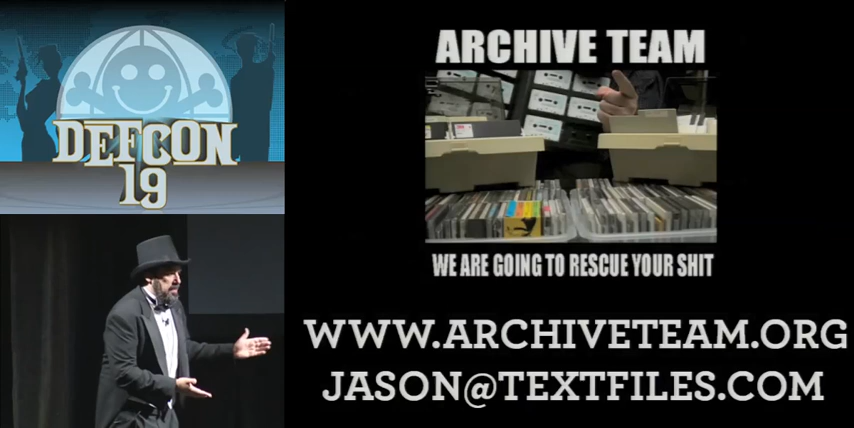 DEFCON
19
ARCHIVE TEAM
WE ARE GOING TO RESCUE YOUR SHIT
WWW.ARCHIVETEAM.ORG
JASON@TEXTFILES.COM